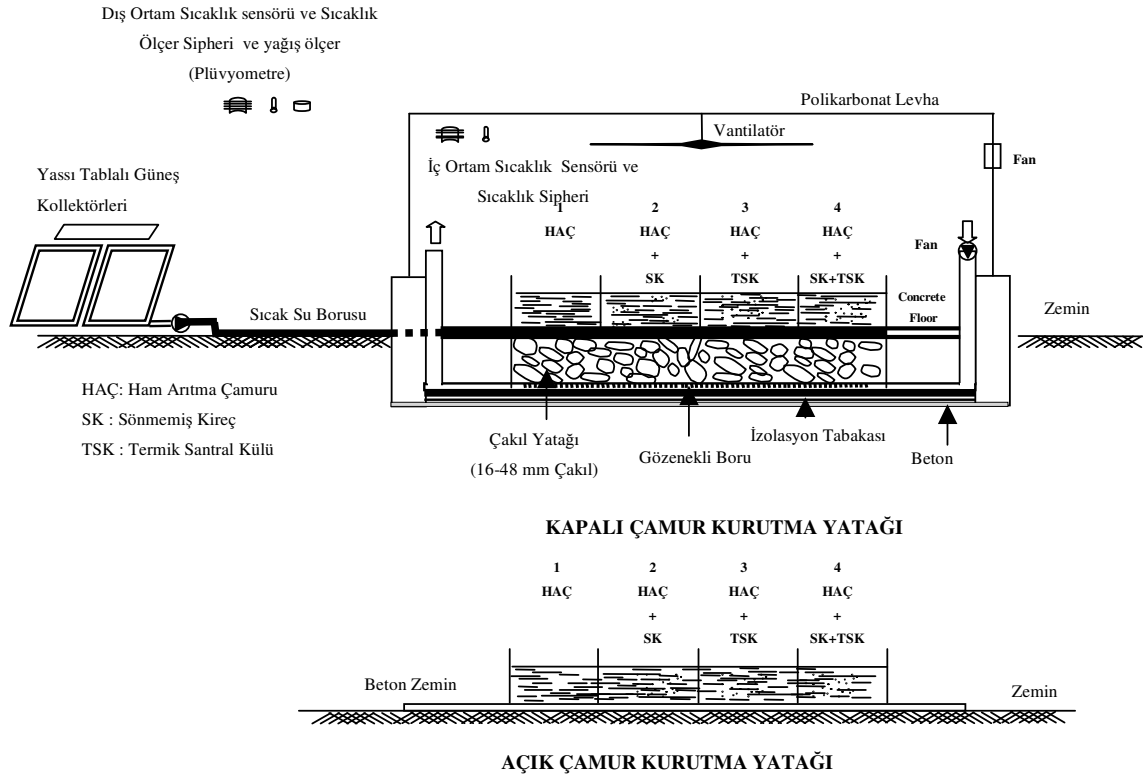 Dış Ortam Sıcaklık sensörü ve Sıcaklık
Ölçer Sipheri ve yağış ölçer
(Plüvyometre)
Polikarbonat Levha
Vantilatör
Fan
Yassı Tablalı Güneş
Kollektörleri
İç Ortam Sıcaklık Sensörü ve
Sıcaklık Sipheri
1
HAÇ
2
HAÇ
+
SK
3
HAÇ
+
TSK
4
HAÇ
+
SK+TSK
Fan
Concrete
Floor
Sıcak Su Borusu
Zemin
HAÇ: Ham Arıtma Çamuru
SK : Sönmemiş Kireç
TSK : Termik Santral Külü
Çakıl Yatağı
(16-48 mm Çakıl)
Gözenekli Boru
İzolasyon Tabakası
Beton
KAPALI ÇAMUR KURUTMA YATAĞI
1
HAÇ
2
HAÇ
+
SK
3
HAÇ
+
TSK
4
HAÇ
+
SK+TSK
Beton Zemin
Zemin
AÇIK ÇAMUR KURUTMA YATAĞI